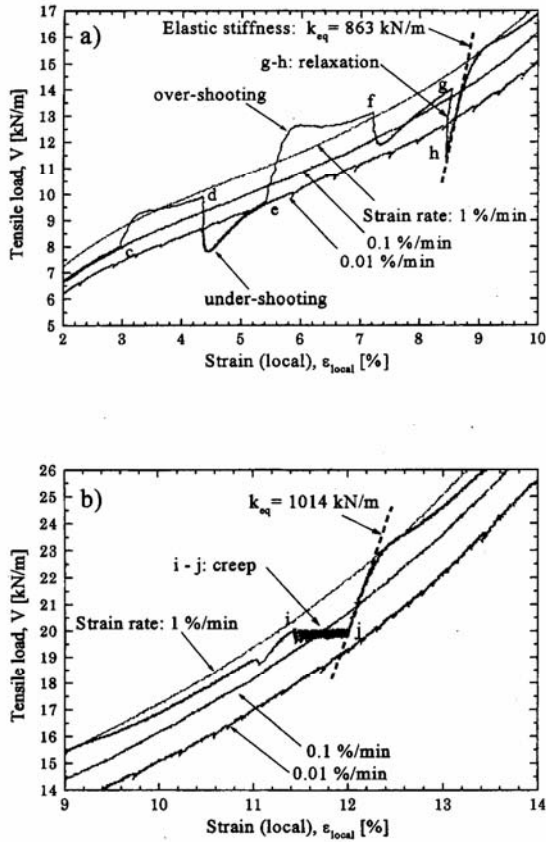 a)
Elastic stiffness: k_eq = 863 kN/m
g-h: relaxation
over-shooting
f
g
h
d
Strain rate: 1 %/min
c
e
0.1 %/min
0.01 %/min
under-shooting
Tensile load, V [kN/m]
17
16
15
14
13
12
11
10
9
8
7
6
5
2 3 4 5 6 7 8 9 10
Strain (local), ε_local [%]
b)
k_eq = 1014 kN/m
i - j: creep
Strain rate: 1 %/min
i
j
0.1 %/min
0.01 %/min
Tensile load, V [kN/m]
26
25
24
23
22
21
20
19
18
17
16
15
14
9 10 11 12 13 14
Strain (local), ε_local [%]